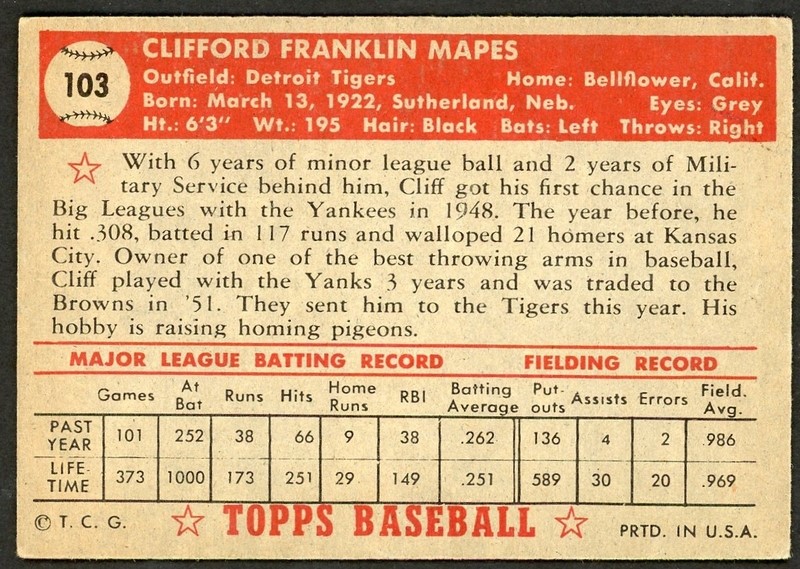 103
CLIFFORD FRANKLIN MAPES
Outfield: Detroit Tigers Home: Bellflower, Calif.
Born: March 13, 1922, Sutherland, Neb. Eyes: Grey
Ht.: 6'3" Wt.: 195 Hair: Black Bats: Left Throws: Right
With 6 years of minor league ball and 2 years of Mili-
tary Service behind him, Cliff got his first chance in the
Big Leagues with the Yankees in 1948. The year before, he
hit .308, batted in 117 runs and walloped 21 homers at Kansas
City. Owner of one of the best throwing arms in baseball,
Cliff played with the Yanks 3 years and was traded to the
Browns in '51. They sent him to the Tigers this year. His
hobby is raising homing pigeons.
MAJOR LEAGUE BATTING RECORD FIELDING RECORD
Games At Bat Runs Hits Home Runs RBI Batting Average Put-outs Assists Errors Field. Avg.
PAST YEAR 101 252 38 66 9 38 .262 136 4 2 .986
LIFE-TIME 373 1000 173 251 29 149 .251 589 30 20 .969
© T. C. G. TOPPS BASEBALL PRTD. IN U.S.A.